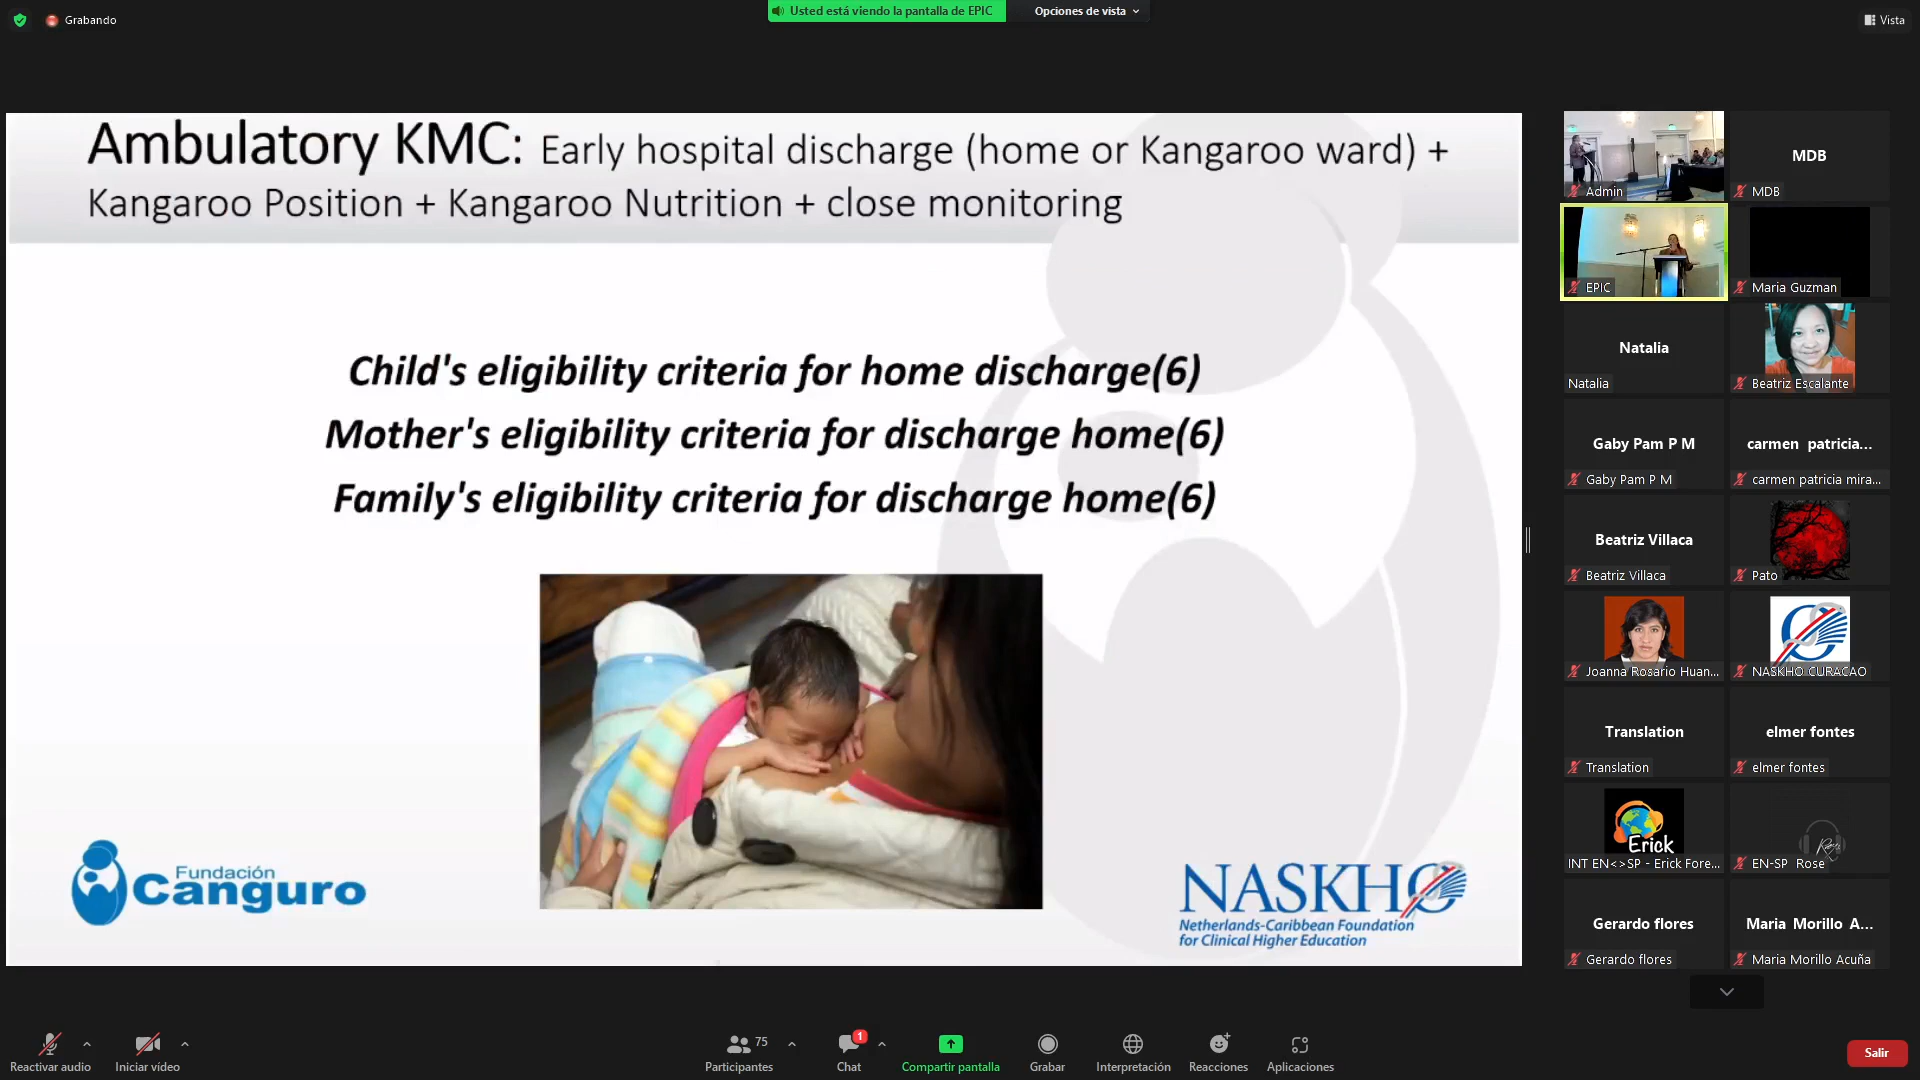 Grabando
Usted está viendo la pantalla de EPIC
Opciones de vista
Vista
Ambulatory KMC: Early hospital discharge (home or Kangaroo ward) +
Kangaroo Position + Kangaroo Nutrition + close monitoring
Child's eligibility criteria for home discharge(6)
Mother's eligibility criteria for discharge home(6)
Family's eligibility criteria for discharge home(6)
Fundación
Canguro
NASKHO
Netherlands-Caribbean Foundation
for Clinical Higher Education
Admin
MDB
MDB
EPIC
Maria Guzman
Natalia
Natalia
Beatriz Escalante
Gaby Pam P M
Gaby Pam P M
carmen patricia...
carmen patricia mira...
Beatriz Villaca
Beatriz Villaca
Pato
Joanna Rosario Huan...
NASKHO CURACAO
Translation
Translation
elmer fontes
elmer fontes
Erick
INT EN<>SP - Erick Fore...
EN-SP Rose
Gerardo flores
Gerardo flores
Maria Morillo A...
Maria Morillo Acuña
Reactivar audio
Iniciar vídeo
75
Participantes
1
Chat
Compartir pantalla
Grabar
Interpretación
Reacciones
Aplicaciones
Salir